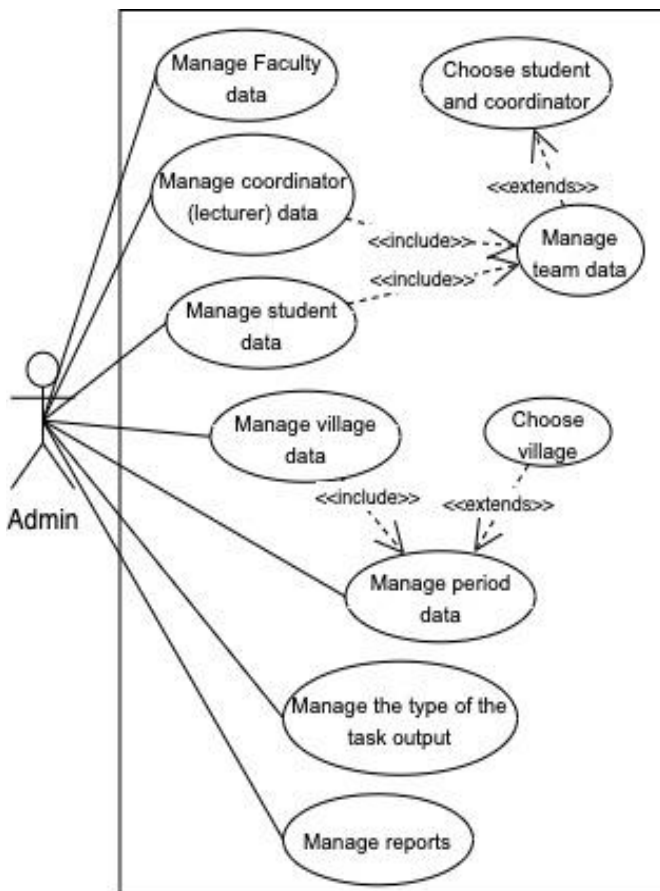 Manage Faculty
data
Choose student
and coordinator
Manage coordinator
(lecturer) data
<<extends>>
<<include>>
Manage
team data
<<include>>
Manage student
data
Manage village
data
Choose
village
<<include>>
<<extends>>
Admin
Manage period
data
Manage the type of the
task output
Manage reports